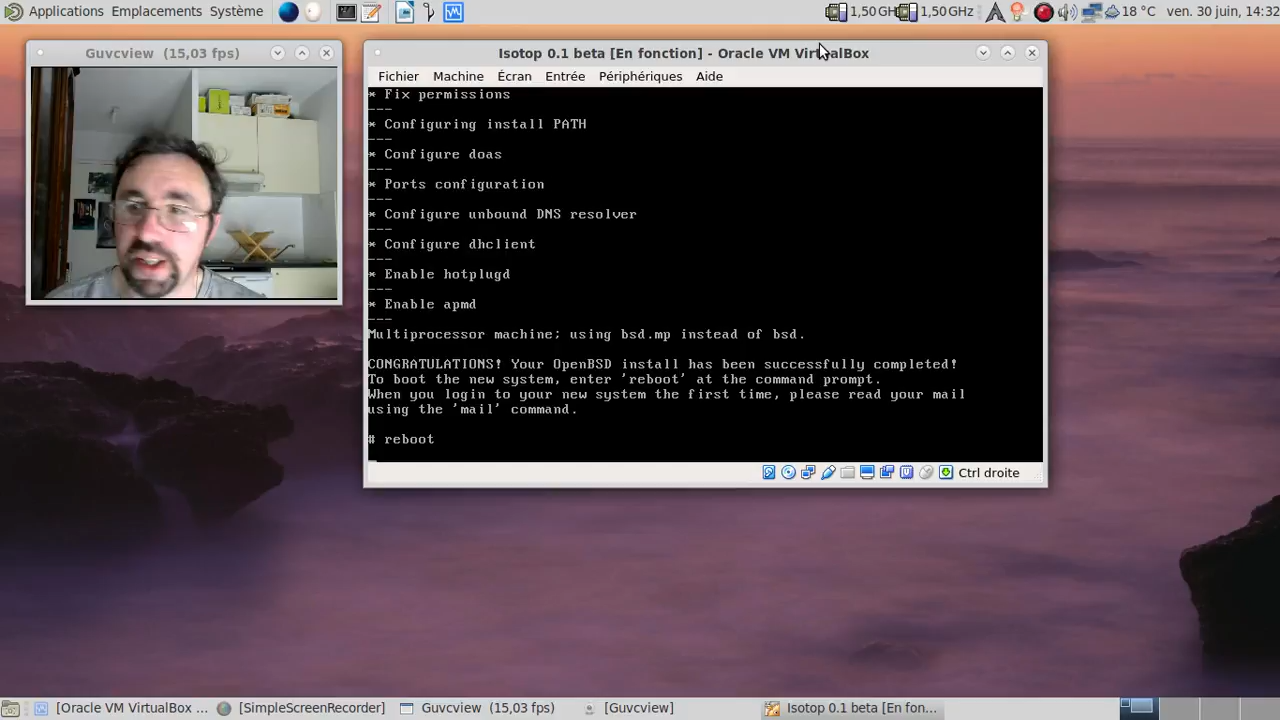 Applications Emplacements Système
1,50 GH 1,50 GHz 18 °C ven. 30 juin, 14:32
Guvcview (15,03 fps)
Isotop 0.1 beta [En fonction] - Oracle VM VirtualBox
Fichier Machine Écran Entrée Périphériques Aide
* Fix permissions
---
* Configuring install PATH
---
* Configure doas
---
* Ports configuration
---
* Configure unbound DNS resolver
---
* Configure dhclient
---
* Enable hotplugd
---
* Enable apmd
---
Multiprocessor machine; using bsd.mp instead of bsd.
CONGRATULATIONS! Your OpenBSD install has been successfully completed!
To boot the new system, enter 'reboot' at the command prompt.
When you login to your new system the first time, please read your mail
using the 'mail' command.
# reboot
Ctrl droite
[Oracle VM VirtualBox ... [SimpleScreenRecorder] Guvcview (15,03 fps) [Guvcview] Isotop 0.1 beta [En fon...